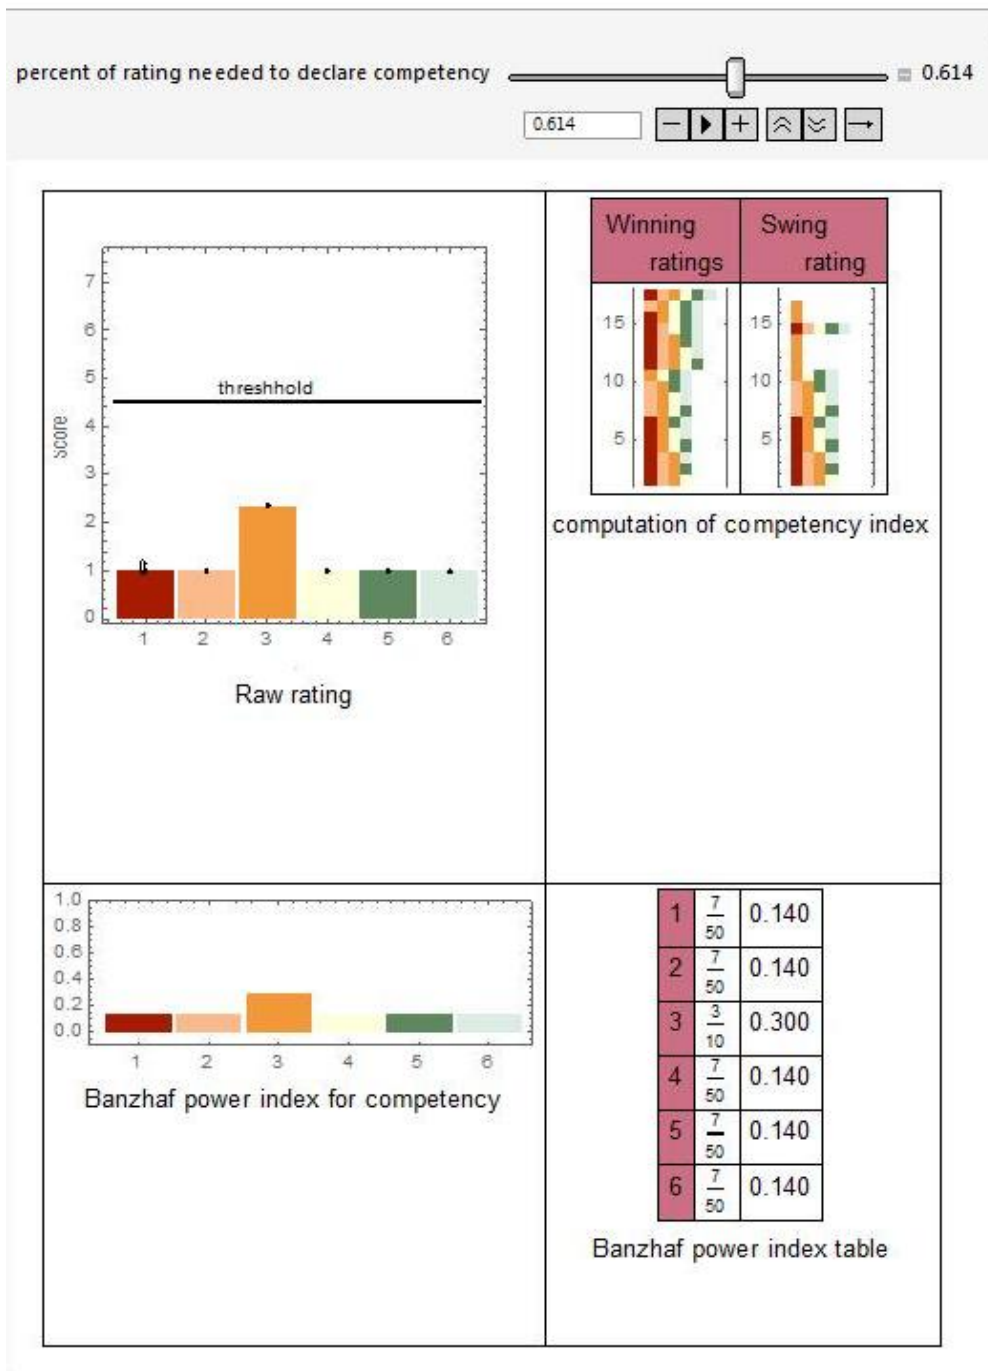 percent of rating needed to declare competency
0.614
0.614
Winning ratings
Swing rating
7
6
5
4
3
2
1
0
score
threshhold
1 2 3 4 5 6
Raw rating
15
10
5
15
10
5
computation of competency index
1.0
0.8
0.6
0.4
0.2
0.0
1 2 3 4 5 6
Banzhaf power index for competency
1 7/50 0.140
2 7/50 0.140
3 3/10 0.300
4 7/50 0.140
5 7/50 0.140
6 7/50 0.140
Banzhaf power index table